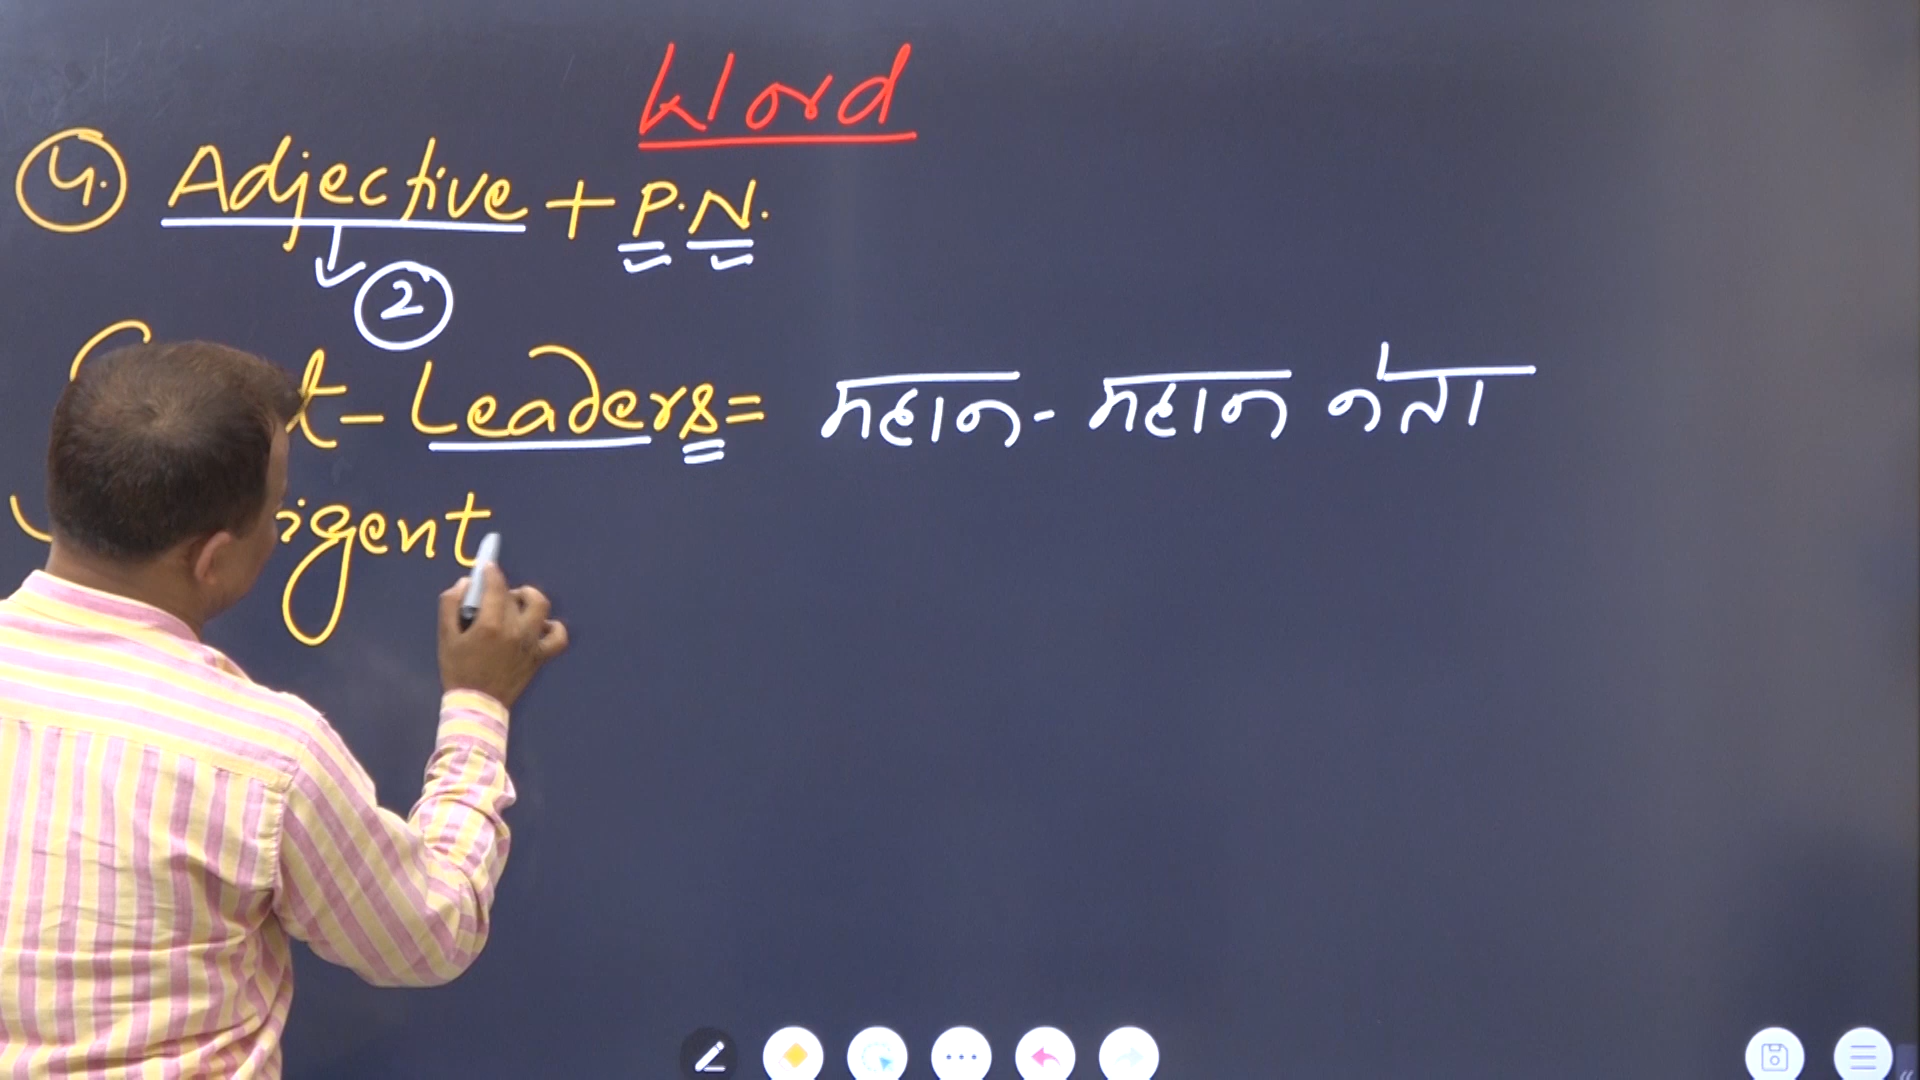 Word
4. Adjective + P.N.
2
t - Leaders = महान - महान नेता
igent